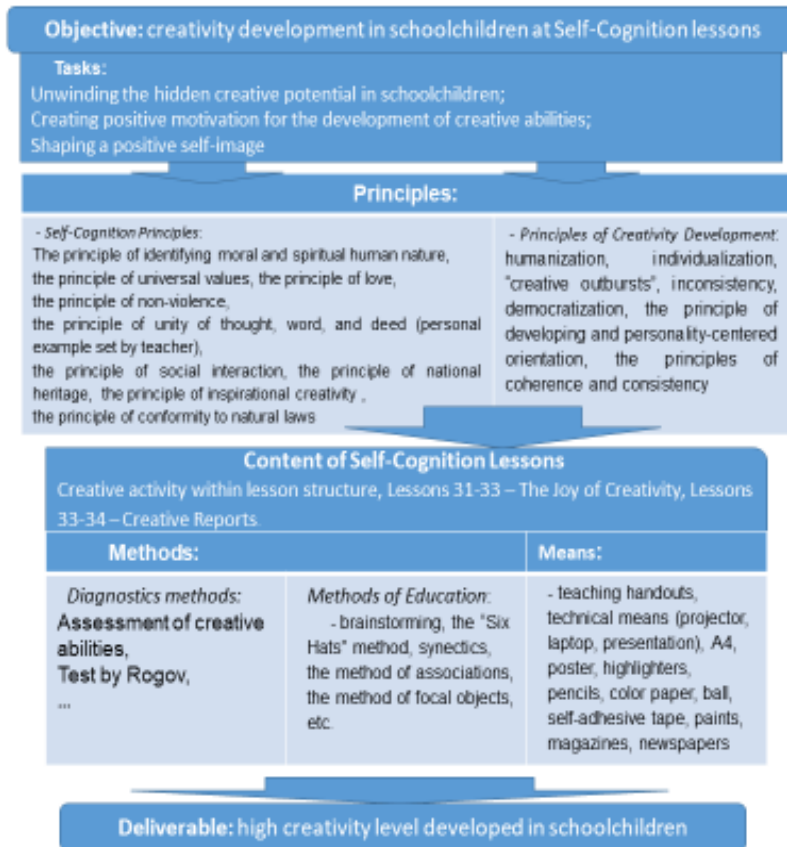 Objective: creativity development in schoolchildren at Self-Cognition lessons
Tasks:
Unwinding the hidden creative potential in schoolchildren;
Creating positive motivation for the development of creative abilities;
Shaping a positive self-image
Principles:
- Self-Cognition Principles:
The principle of identifying moral and spiritual human nature,
the principle of universal values, the principle of love,
the principle of non-violence,
the principle of unity of thought, word, and deed (personal
example set by teacher),
the principle of social interaction, the principle of national
heritage, the principle of inspirational creativity ,
the principle of conformity to natural laws
- Principles of Creativity Development:
humanization, individualization,
"creative outbursts", inconsistency,
democratization, the principle of
developing and personality-centered
orientation, the principles of
coherence and consistency
Content of Self-Cognition Lessons
Creative activity within lesson structure, Lessons 31-33 – The Joy of Creativity, Lessons
33-34 – Creative Reports.
Methods:
Means:
Diagnostics methods:
Assessment of creative
abilities,
Test by Rogov,
...
Methods of Education:
- brainstorming, the "Six
Hats" method, synectics,
the method of associations,
the method of focal objects,
etc.
- teaching handouts,
technical means (projector,
laptop, presentation), A4,
poster, highlighters,
pencils, color paper, ball,
self-adhesive tape, paints,
magazines, newspapers
Deliverable: high creativity level developed in schoolchildren